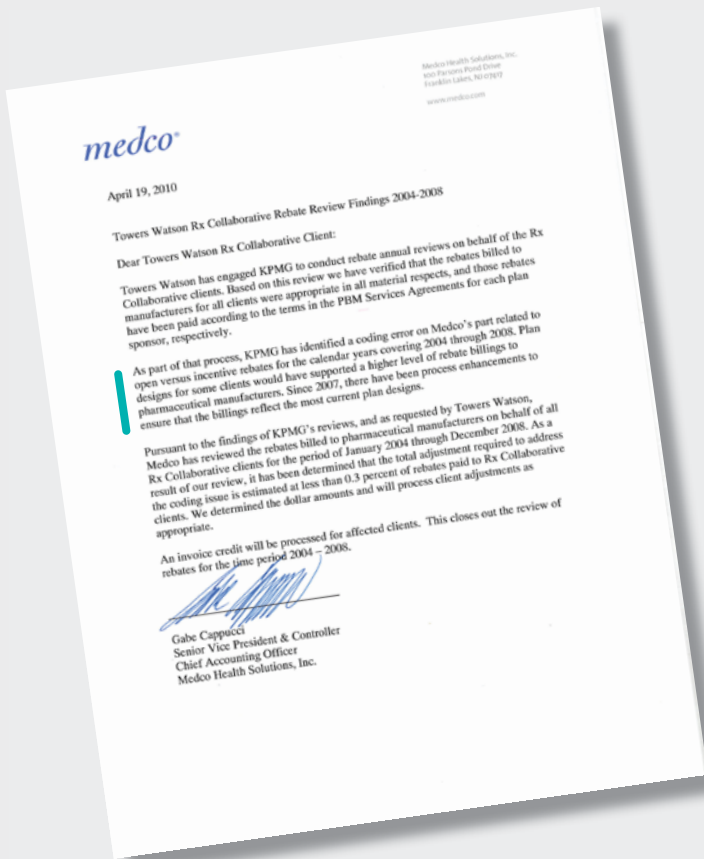 Medco Health Solutions, Inc.
100 Parsons Pond Drive
Franklin Lakes, NJ 07417
www.medco.com
medco®
April 19, 2010
Towers Watson Rx Collaborative Rebate Review Findings 2004-2008
Dear Towers Watson Rx Collaborative Client:
Towers Watson has engaged KPMG to conduct rebate annual reviews on behalf of the Rx
Collaborative clients. Based on this review we have verified that the rebates billed to
manufacturers for all clients were appropriate in all material respects, and those rebates
have been paid according to the terms in the PBM Services Agreements for each plan
sponsor, respectively.
As part of that process, KPMG has identified a coding error on Medco's part related to
open versus incentive rebates for the calendar years covering 2004 through 2008. Plan
designs for some clients would have supported a higher level of rebate billings to
pharmaceutical manufacturers. Since 2007, there have been process enhancements to
ensure that the billings reflect the most current plan designs.
Pursuant to the findings of KPMG's reviews, and as requested by Towers Watson,
Medco has reviewed the rebates billed to pharmaceutical manufacturers on behalf of all
Rx Collaborative clients for the period of January 2004 through December 2008. As a
result of our review, it has been determined that the total adjustment required to address
the coding issue is estimated at less than 0.3 percent of rebates paid to Rx Collaborative
clients. We determined the dollar amounts and will process client adjustments as
appropriate.
An invoice credit will be processed for affected clients. This closes out the review of
rebates for the time period 2004 – 2008.
Gabe Cappucci
Senior Vice President & Controller
Chief Accounting Officer
Medco Health Solutions, Inc.